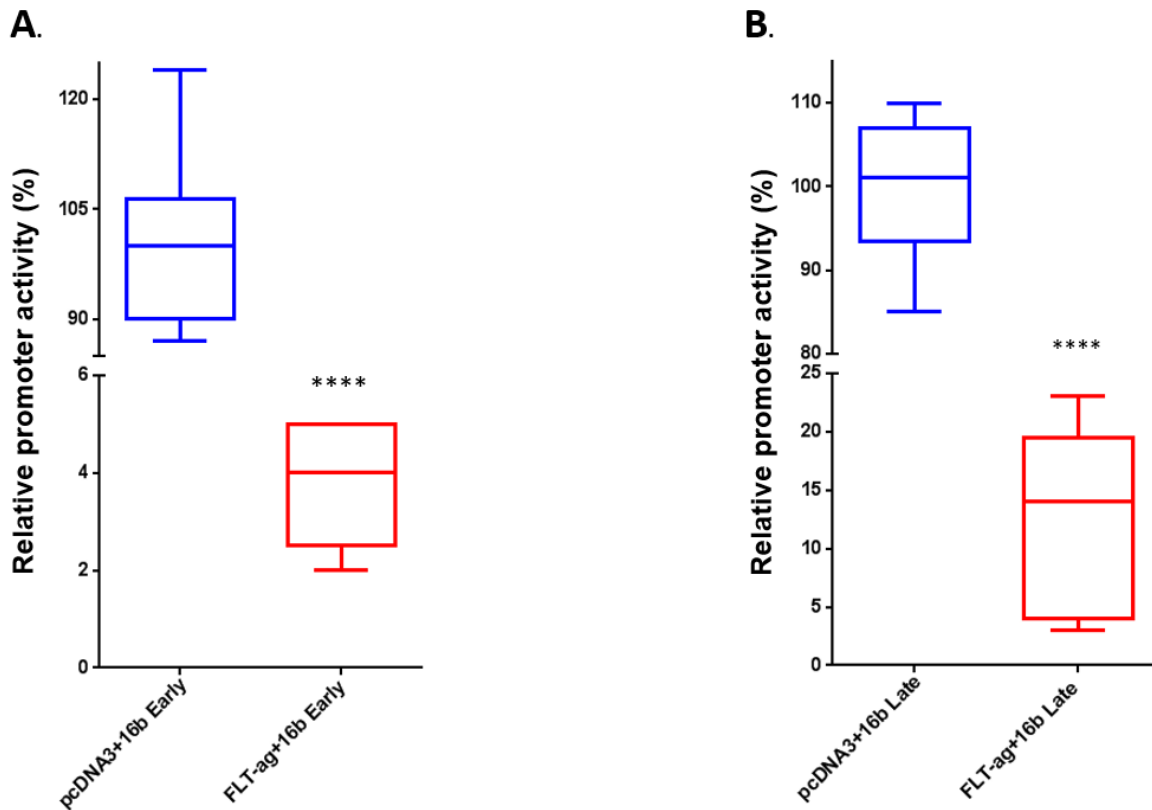 A.
Relative promoter activity (%)
120
105
90
6
4
2
0
****
pcDNA3+16b Early
FLT-ag+16b Early
B.
Relative promoter activity (%)
110
100
90
80
25
20
15
10
5
0
****
pcDNA3+16b Late
FLT-ag+16b Late